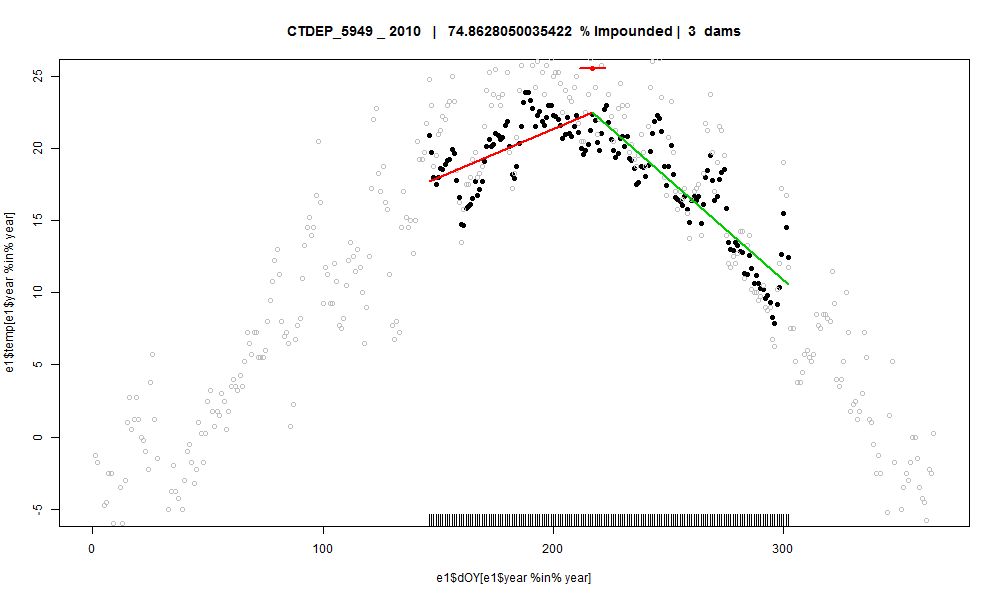 CTDEP_5949 _ 2010 | 74.8628050035422 % Impounded | 3 dams
25
20
15
10
5
0
-5
e1$temp[e1$year %in% year]
0 100 200 300
e1$dOY[e1$year %in% year]